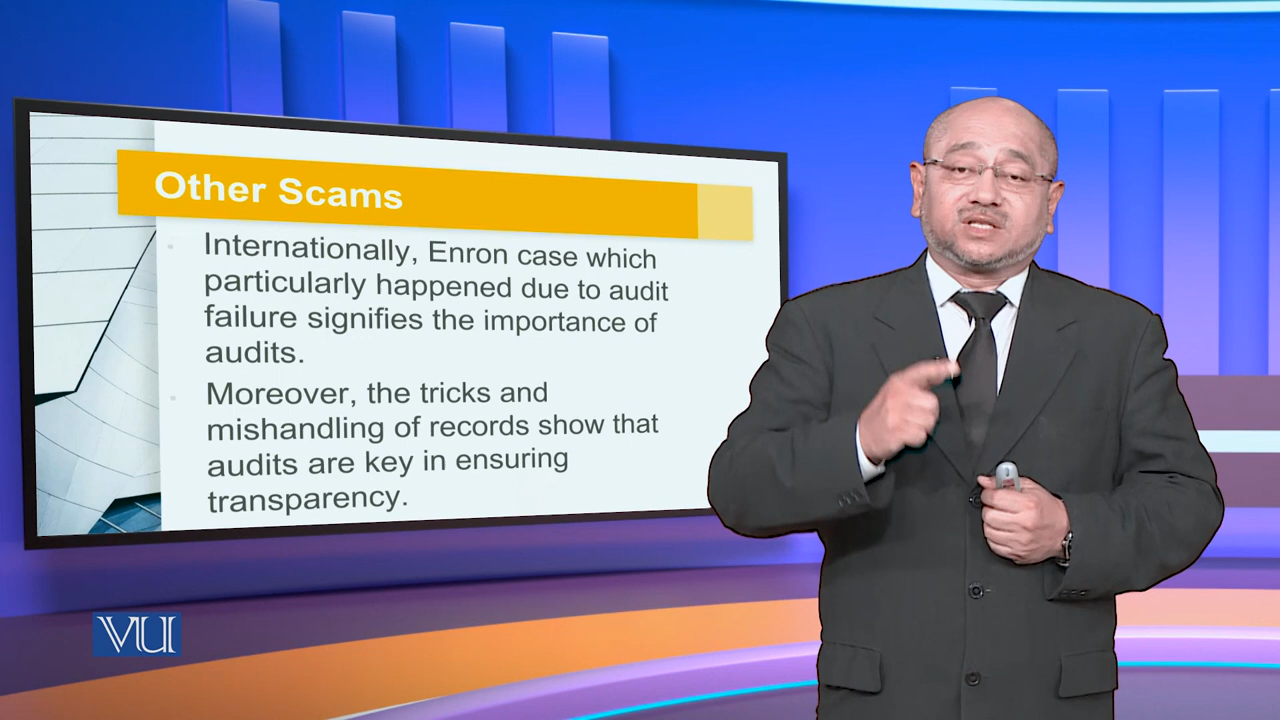 Other Scams
Internationally, Enron case which
particularly happened due to audit
failure signifies the importance of
audits.
Moreover, the tricks and
mishandling of records show that
audits are key in ensuring
transparency.
VU